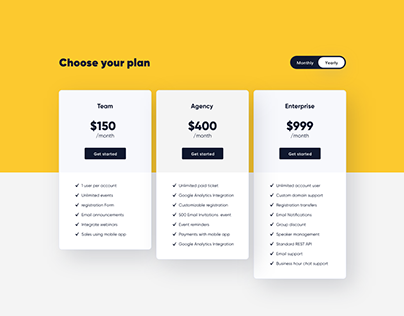 Choose your plan
Monthly Yearly
Team
$150
/month
Get started
1 user per account
Unlimited events
registration Form
Email announcements
Integrate webinars
Sales using mobile app
Agency
$400
/month
Get started
Unlimited paid ticket
Google Analytics Integration
Customizable registration
500 Email Invitations event
Event reminders
Payments with mobile app
Google Analytics Integration
Enterprise
$999
/month
Get started
Unlimited account user
Custom domain support
Registration transfers
Email Notifications
Group discount
Speaker management
Standard REST API
Email support
Business hour chat support